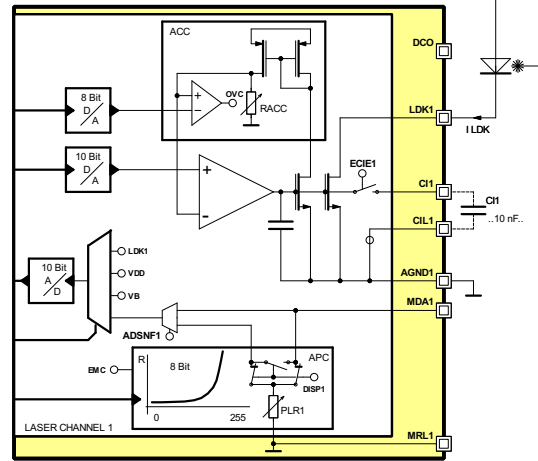 ACC
DCO
8 Bit
D
A
OVC
RACC
LDK1
I LDK
10 Bit
D
A
ECIE1
CI1
CI1
..10 nF..
CIL1
LDK1
VDD
VB
10 Bit
A
D
AGND1
MDA1
ADSNF1
APC
R
8 Bit
EMC
DISP1
PLR1
0
255
LASER CHANNEL 1
MRL1